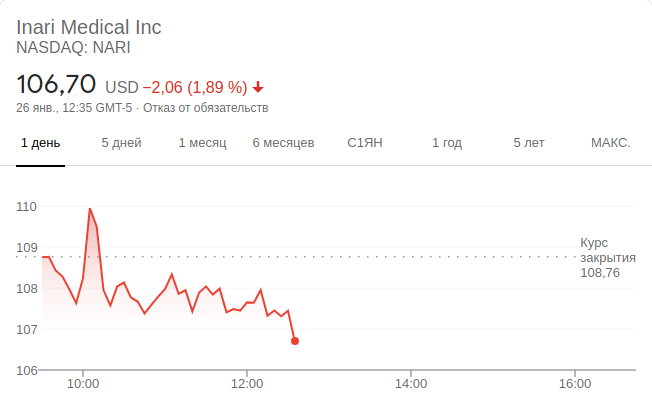 Inari Medical Inc
NASDAQ: NARI
106,70 USD −2,06 (1,89 %)
26 янв., 12:35 GMT-5 · Отказ от обязательств
1 день 5 дней 1 месяц 6 месяцев С1ЯН 1 год 5 лет МАКС.
110
109
108
107
106
Курс
закрытия
108,76
10:00 12:00 14:00 16:00